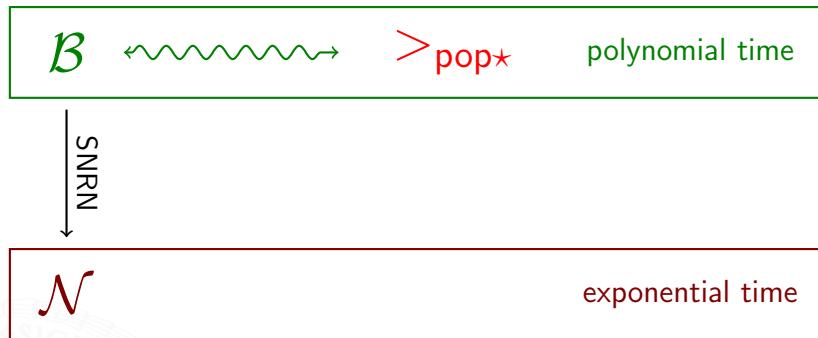 ℬ >pop⋆ polynomial time
SNRN
𝒩 exponential time